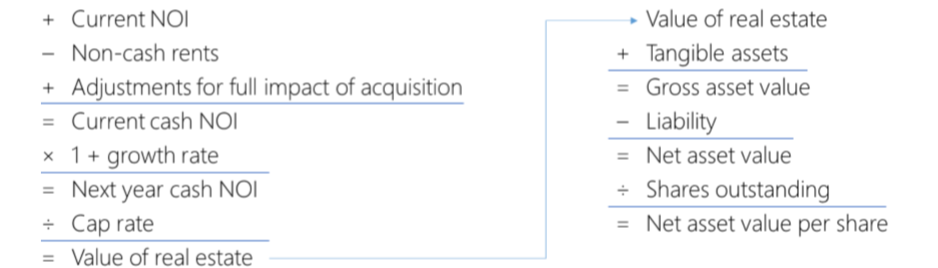 + Current NOI
− Non-cash rents
+ Adjustments for full impact of acquisition
= Current cash NOI
× 1 + growth rate
= Next year cash NOI
÷ Cap rate
= Value of real estate
Value of real estate
+ Tangible assets
= Gross asset value
− Liability
= Net asset value
÷ Shares outstanding
= Net asset value per share